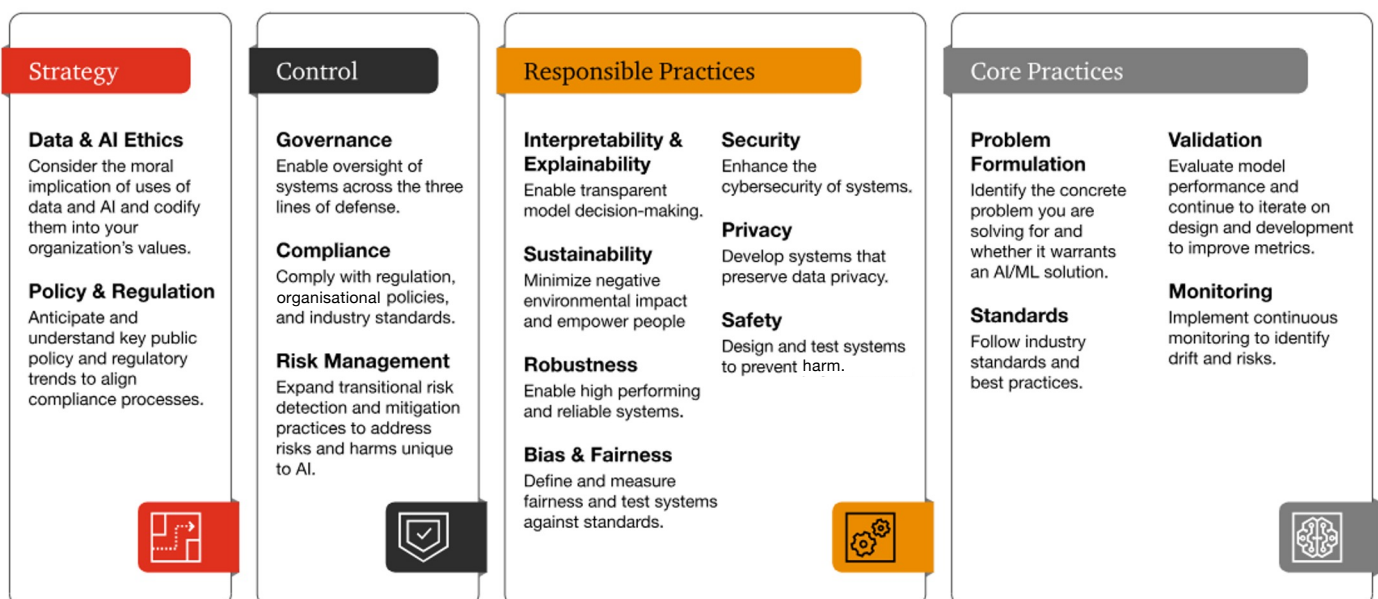 Strategy
Data & AI Ethics
Consider the moral
implication of uses of
data and AI and codify
them into your
organization's values.
Policy & Regulation
Anticipate and
understand key public
policy and regulatory
trends to align
compliance processes.
Control
Governance
Enable oversight of
systems across the three
lines of defense.
Compliance
Comply with regulation,
organisational policies,
and industry standards.
Risk Management
Expand transitional risk
detection and mitigation
practices to address
risks and harms unique
to AI.
Responsible Practices
Interpretability &
Explainability
Enable transparent
model decision-making.
Sustainability
Minimize negative
environmental impact
and empower people
Robustness
Enable high performing
and reliable systems.
Bias & Fairness
Define and measure
fairness and test systems
against standards.
Security
Enhance the
cybersecurity of systems.
Privacy
Develop systems that
preserve data privacy.
Safety
Design and test systems
to prevent harm.
Core Practices
Problem
Formulation
Identify the concrete
problem you are
solving for and
whether it warrants
an AI/ML solution.
Standards
Follow industry
standards and
best practices.
Validation
Evaluate model
performance and
continue to iterate on
design and development
to improve metrics.
Monitoring
Implement continuous
monitoring to identify
drift and risks.